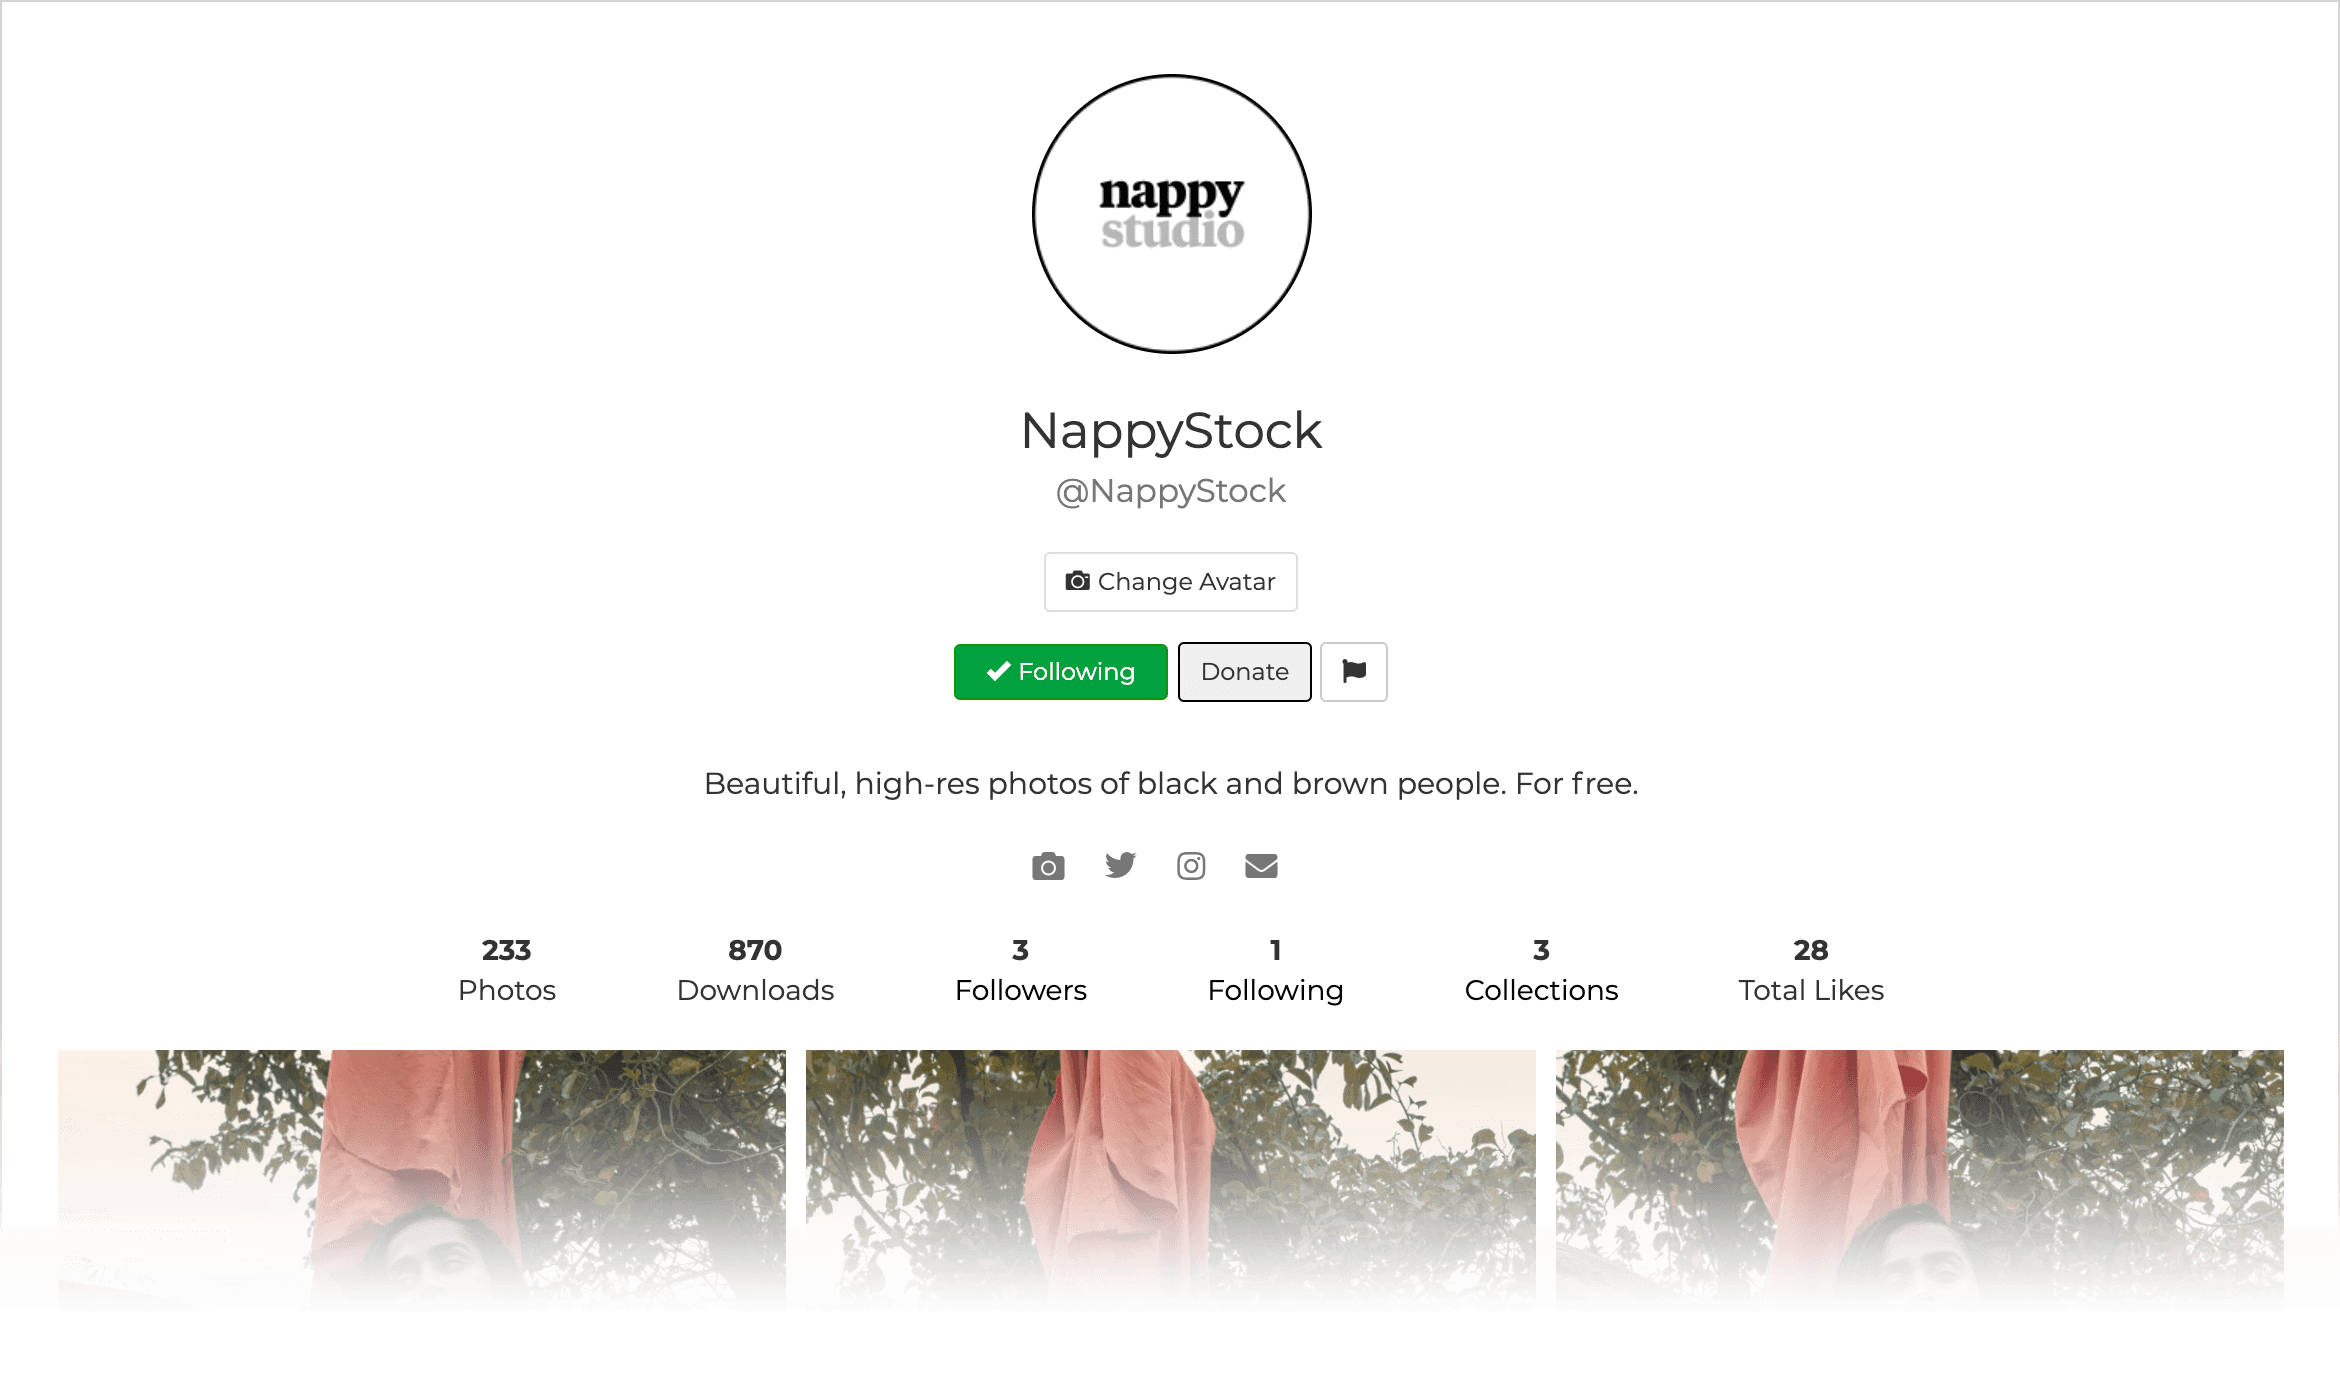 nappy
studio
NappyStock
@NappyStock
Change Avatar
Following Donate
Beautiful, high-res photos of black and brown people. For free.
233 870 3 1 3 28
Photos Downloads Followers Following Collections Total Likes